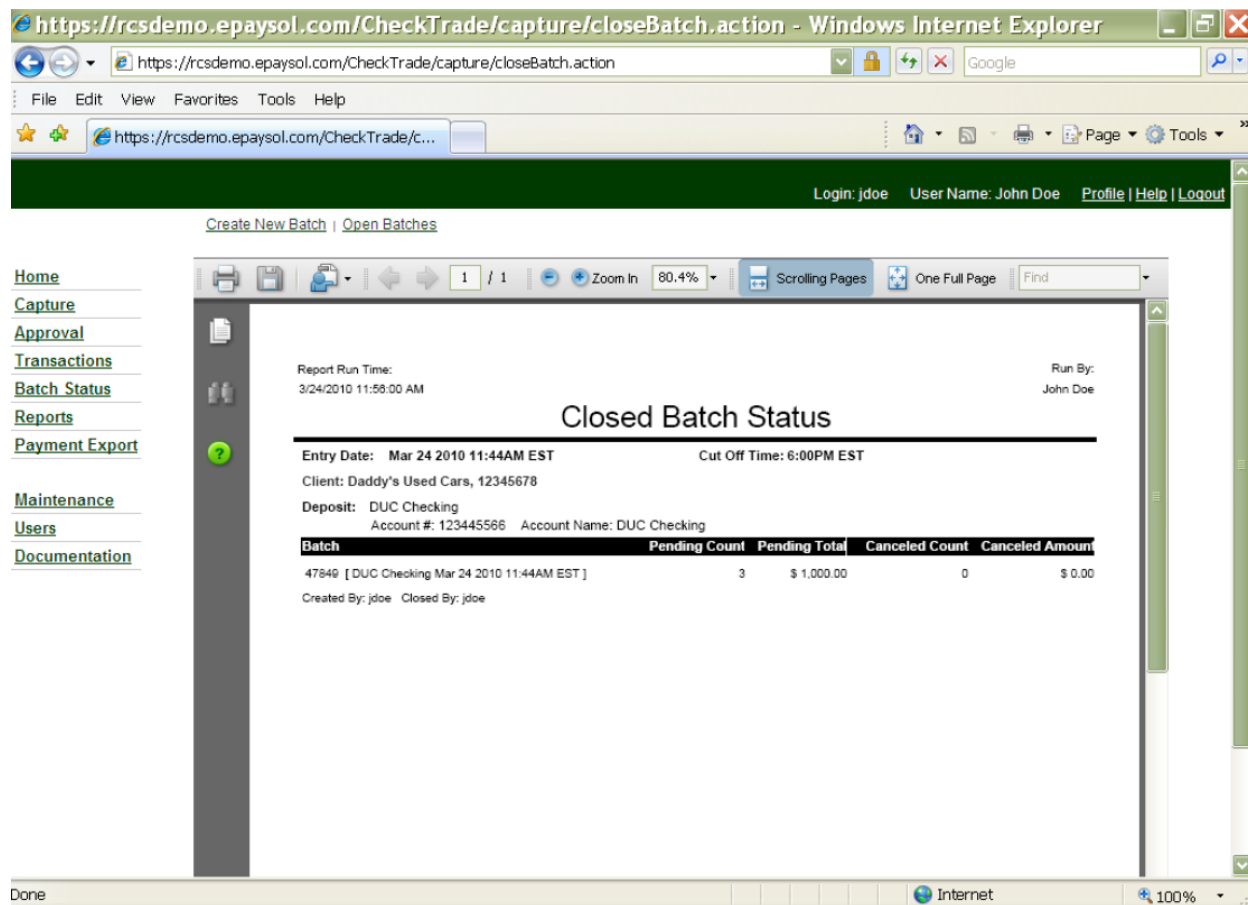 https://rcsdemo.epaysol.com/CheckTrade/capture/closeBatch.action - Windows Internet Explorer
https://rcsdemo.epaysol.com/CheckTrade/capture/closeBatch.action Google
File Edit View Favorites Tools Help
https://rcsdemo.epaysol.com/CheckTrade/c... Page Tools »
Login: jdoe User Name: John Doe Profile | Help | Logout
Create New Batch | Open Batches
Home
Capture
Approval
Transactions
Batch Status
Reports
Payment Export
Maintenance
Users
Documentation
1 / 1 Zoom In 80.4% Scrolling Pages One Full Page Find
Report Run Time: Run By:
3/24/2010 11:56:00 AM John Doe
Closed Batch Status
Entry Date: Mar 24 2010 11:44AM EST Cut Off Time: 6:00PM EST
Client: Daddy's Used Cars, 12345678
Deposit: DUC Checking
Account #: 123445566 Account Name: DUC Checking
Batch Pending Count Pending Total Canceled Count Canceled Amount
47849 [ DUC Checking Mar 24 2010 11:44AM EST ] 3 $ 1,000.00 0 $ 0.00
Created By: jdoe Closed By: jdoe
Done Internet 100%